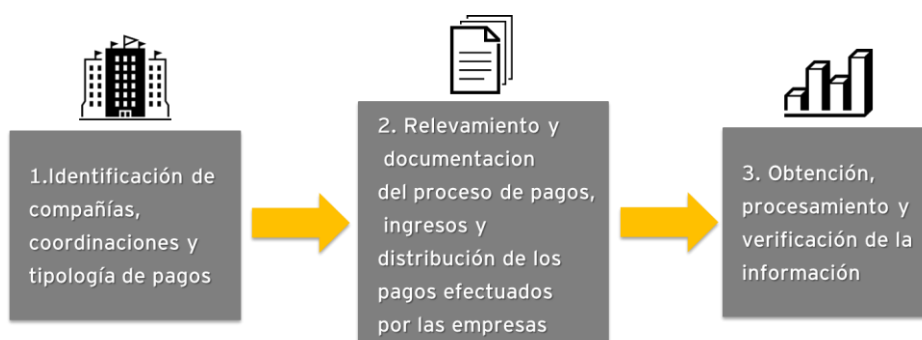 1.Identificación de
compañías,
coordinaciones y
tipología de pagos
2. Relevamiento y
documentacion
del proceso de pagos,
ingresos y
distribución de los
pagos efectuados
por las empresas
3. Obtención,
procesamiento y
verificación de la
información